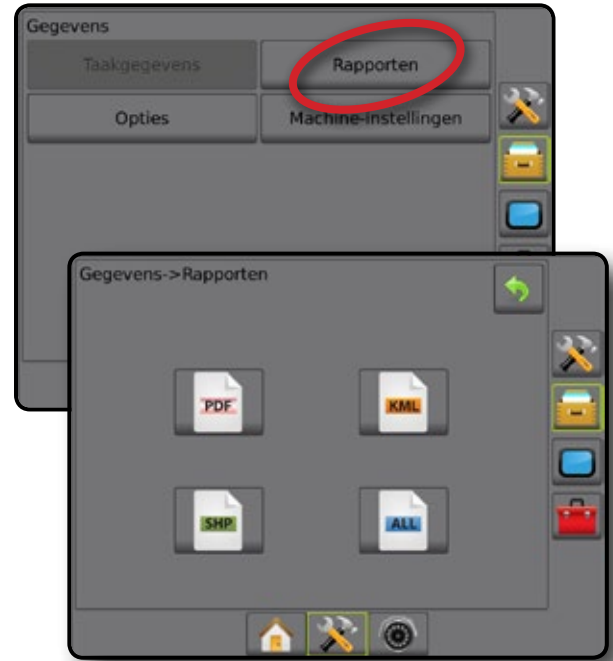 Gegevens
Taakgegevens Rapporten
Opties Machine-instellingen
Gegevens->Rapporten
PDF KML
SHP ALL